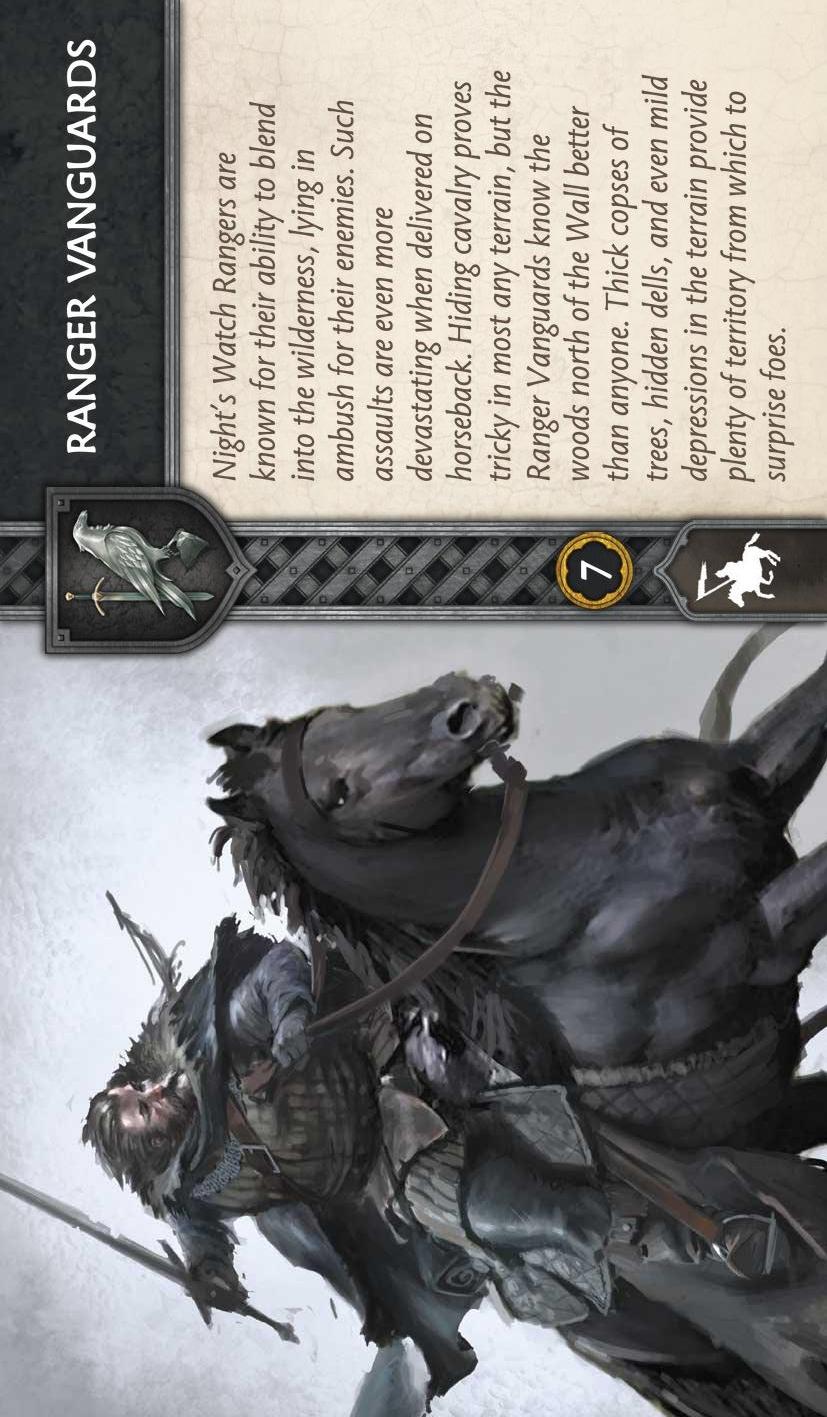 RANGER VANGUARDS
Night's Watch Rangers are
known for their ability to blend
into the wilderness, lying in
ambush for their enemies. Such
assaults are even more
devastating when delivered on
horseback. Hiding cavalry proves
tricky in most any terrain, but the
Ranger Vanguards know the
woods north of the Wall better
than anyone. Thick copses of
trees, hidden dells, and even mild
depressions in the terrain provide
plenty of territory from which to
surprise foes.
7